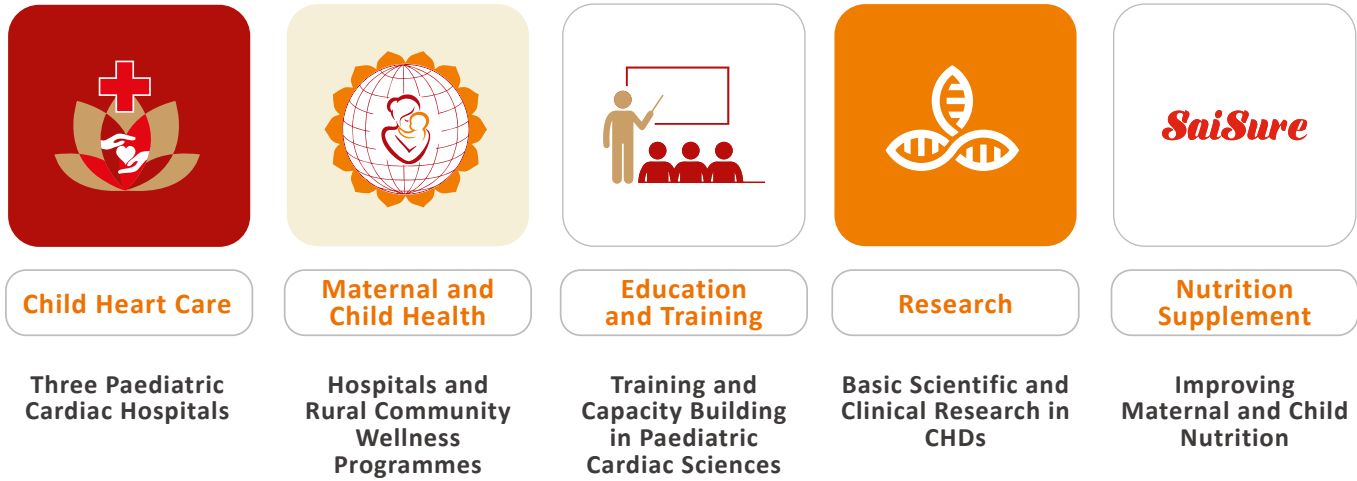 SaiSure
Child Heart Care
Maternal and
Child Health
Education
and Training
Research
Nutrition
Supplement
Three Paediatric
Cardiac Hospitals
Hospitals and
Rural Community
Wellness
Programmes
Training and
Capacity Building
in Paediatric
Cardiac Sciences
Basic Scientific and
Clinical Research in
CHDs
Improving
Maternal and Child
Nutrition